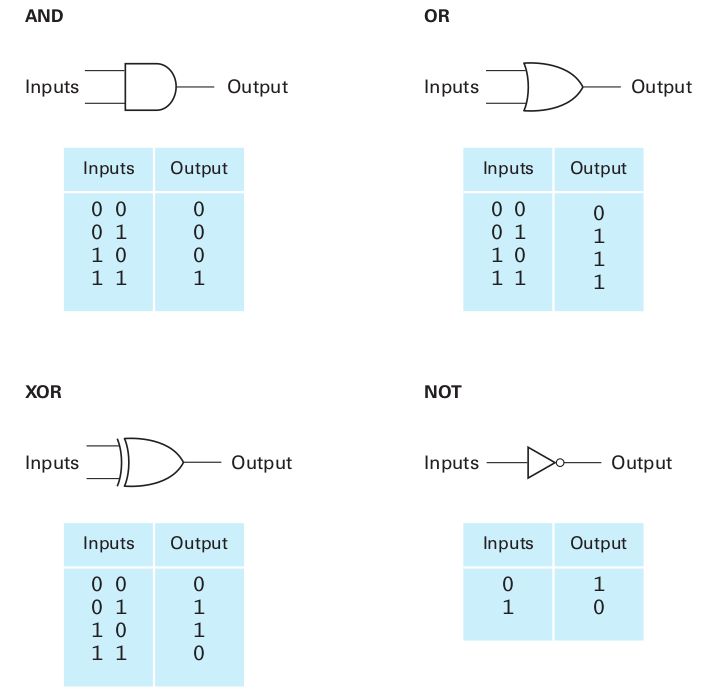 AND
Inputs Output
Inputs Output
0 0 0
0 1 0
1 0 0
1 1 1
OR
Inputs Output
Inputs Output
0 0 0
0 1 1
1 0 1
1 1 1
XOR
Inputs Output
Inputs Output
0 0 0
0 1 1
1 0 1
1 1 0
NOT
Inputs Output
Inputs Output
0 1
1 0